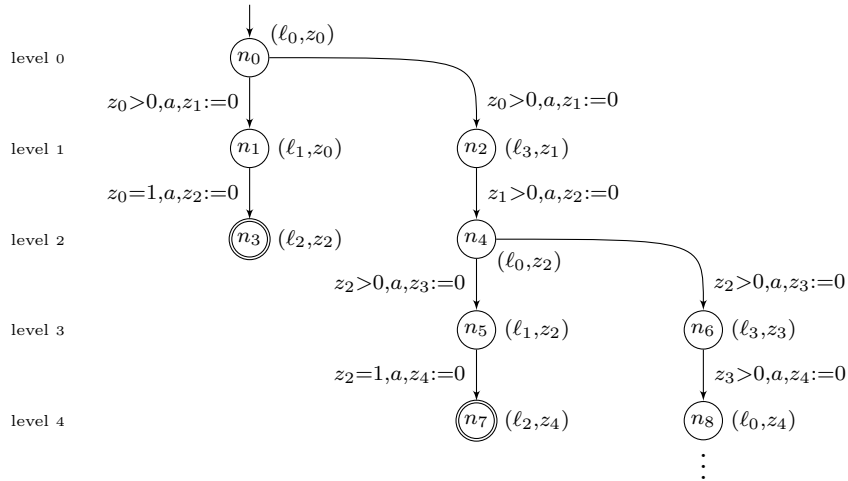 (ℓ₀,z₀)
level 0 n₀
z₀>0,a,z₁:=0 z₀>0,a,z₁:=0
level 1 n₁ (ℓ₁,z₀) n₂ (ℓ₃,z₁)
z₀=1,a,z₂:=0 z₁>0,a,z₂:=0
level 2 n₃ (ℓ₂,z₂) n₄
(ℓ₀,z₂)
z₂>0,a,z₃:=0 z₂>0,a,z₃:=0
level 3 n₅ (ℓ₁,z₂) n₆ (ℓ₃,z₃)
z₂=1,a,z₄:=0 z₃>0,a,z₄:=0
level 4 n₇ (ℓ₂,z₄) n₈ (ℓ₀,z₄)
⋮